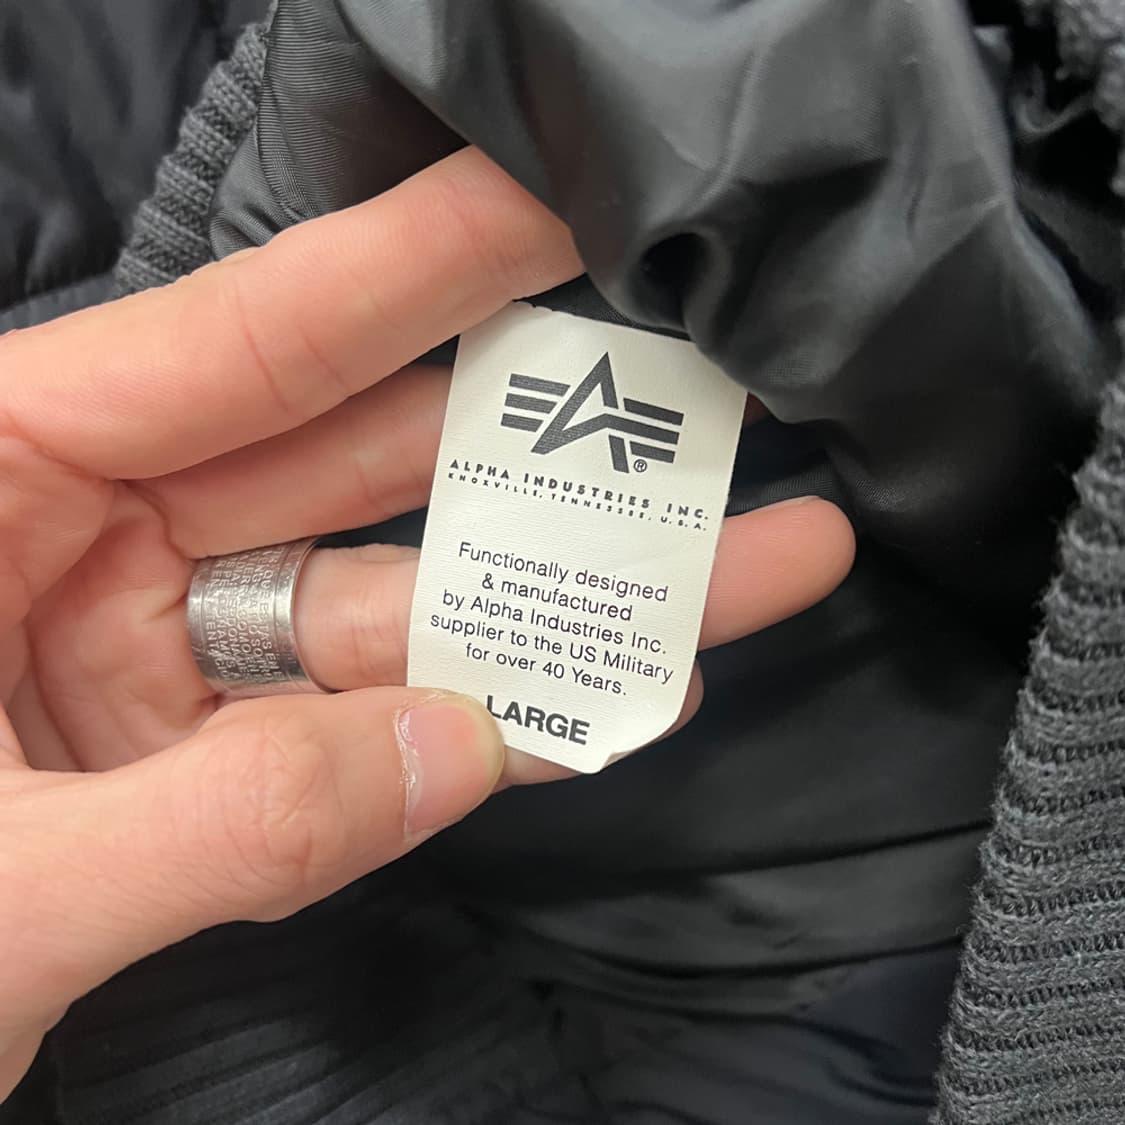 ®
ALPHA INDUSTRIES INC.
KNOXVILLE, TENNESSEE, U.S.A.
Functionally designed
& manufactured
by Alpha Industries Inc.
supplier to the US Military
for over 40 Years.
LARGE